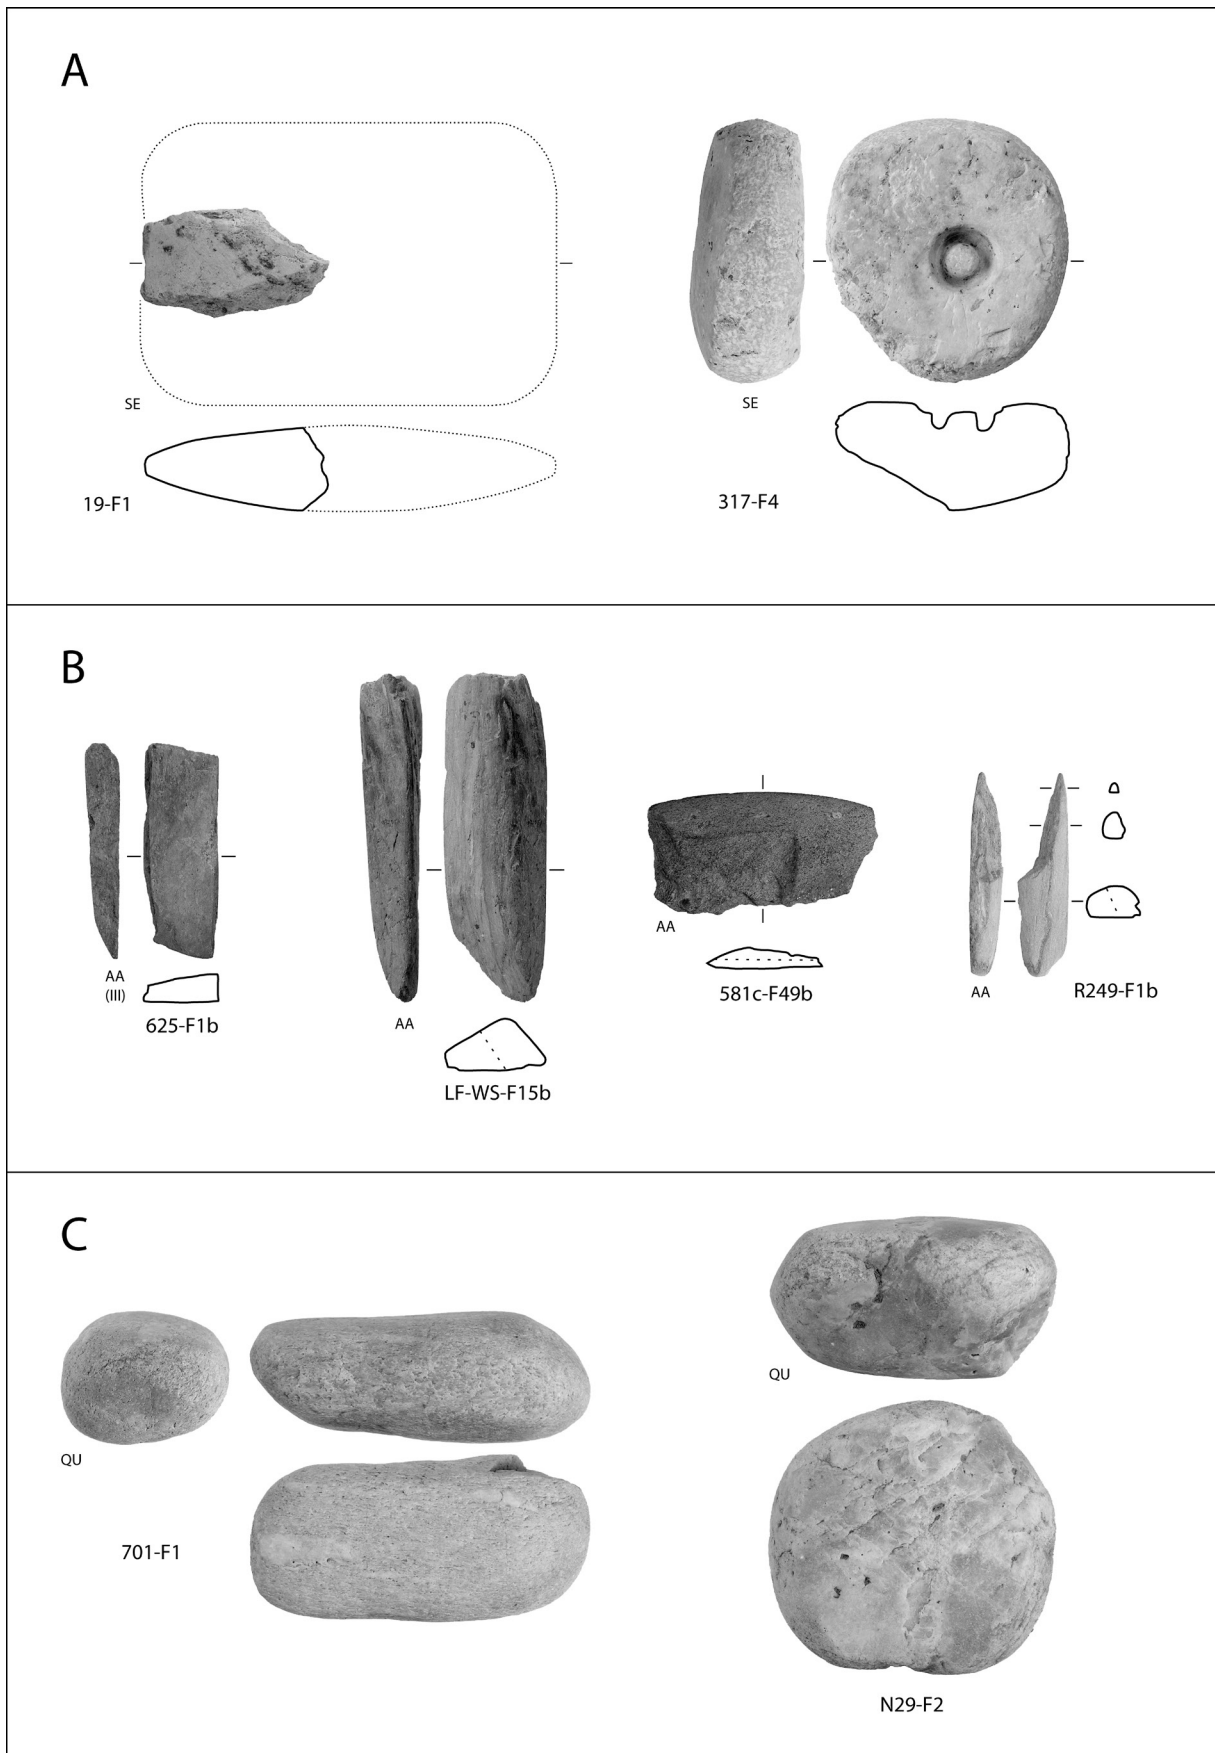 A
SE
19-F1
SE
317-F4
B
AA
(III)
625-F1b
AA
LF-WS-F15b
AA
581c-F49b
AA
R249-F1b
C
QU
701-F1
QU
N29-F2